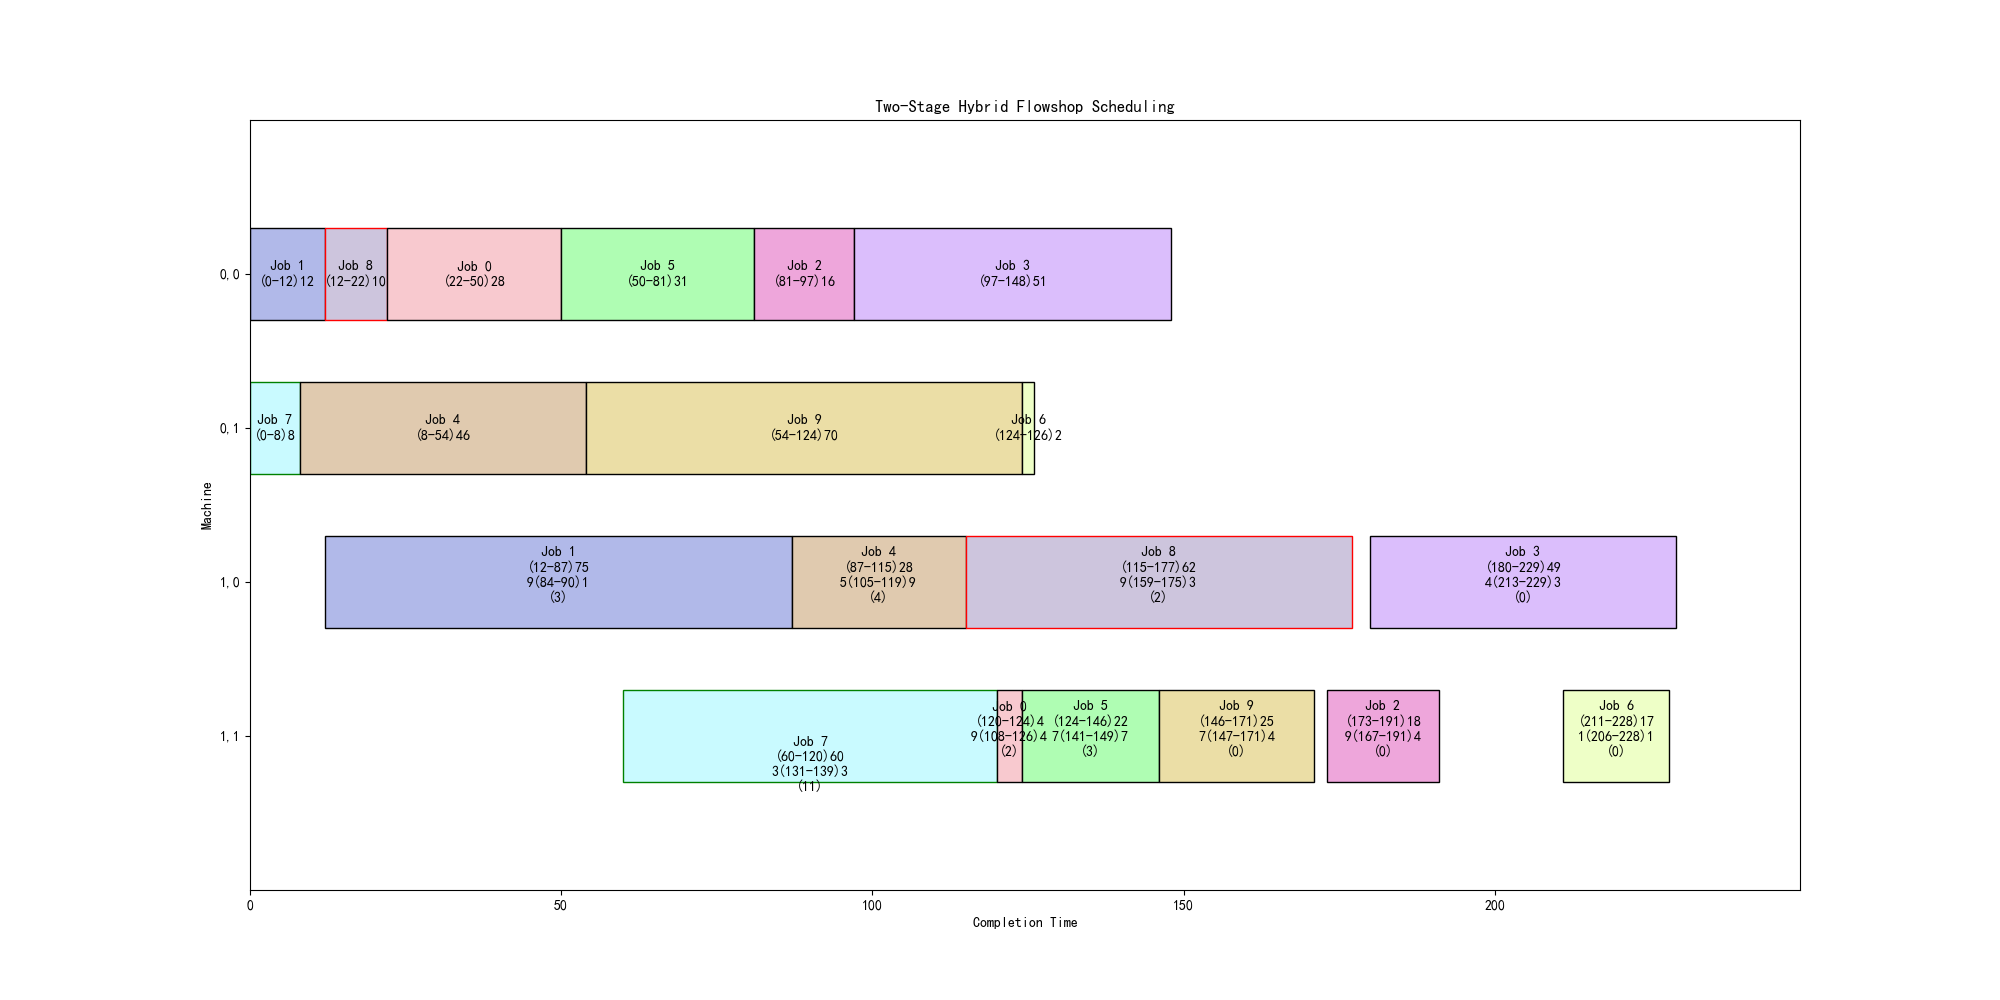 Two-Stage Hybrid Flowshop Scheduling
Machine
0,0
Job 1
(0-12)12
Job 8
(12-22)10
Job 0
(22-50)28
Job 5
(50-81)31
Job 2
(81-97)16
Job 3
(97-148)51
0,1
Job 7
(0-8)8
Job 4
(8-54)46
Job 9
(54-124)70
Job 6
(124-126)2
1,0
Job 1
(12-87)75
9(84-90)1
(3)
Job 4
(87-115)28
5(105-119)9
(4)
Job 8
(115-177)62
9(159-175)3
(2)
Job 3
(180-229)49
4(213-229)3
(0)
1,1
Job 7
(60-120)60
3(131-139)3
(11)
Job 0
(120-124)4
9(108-126)4
(2)
Job 5
(124-146)22
7(141-149)7
(3)
Job 9
(146-171)25
7(147-171)4
(0)
Job 2
(173-191)18
9(167-191)4
(0)
Job 6
(211-228)17
1(206-228)1
(0)
0
50
100
150
200
Completion Time